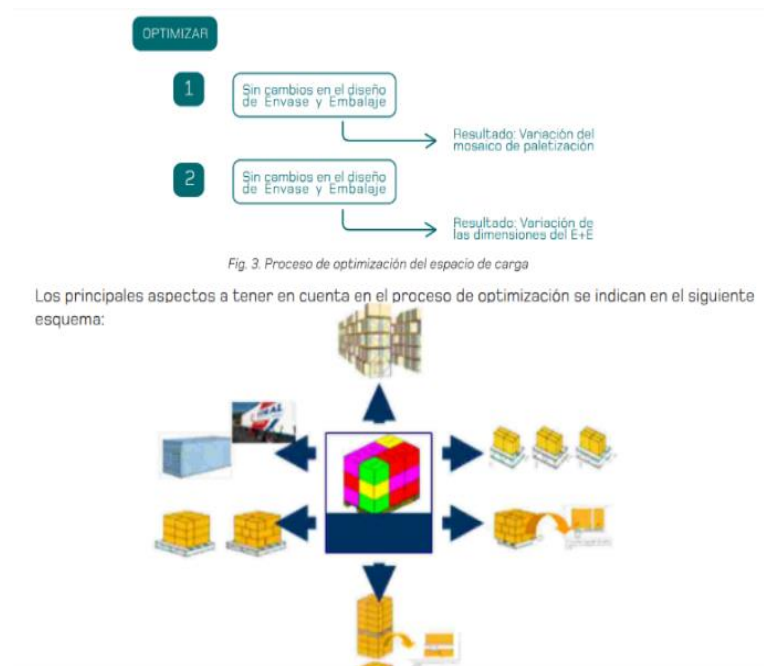 OPTIMIZAR
1
Sin cambios en el diseño
de Envase y Embalaje
Resultado: Variación del
mosaico de paletización
2
Sin cambios en el diseño
de Envase y Embalaje
Resultado: Variación de
las dimensiones del E+E
Fig. 3. Proceso de optimización del espacio de carga
Los principales aspectos a tener en cuenta en el proceso de optimización se indican en el siguiente
esquema: